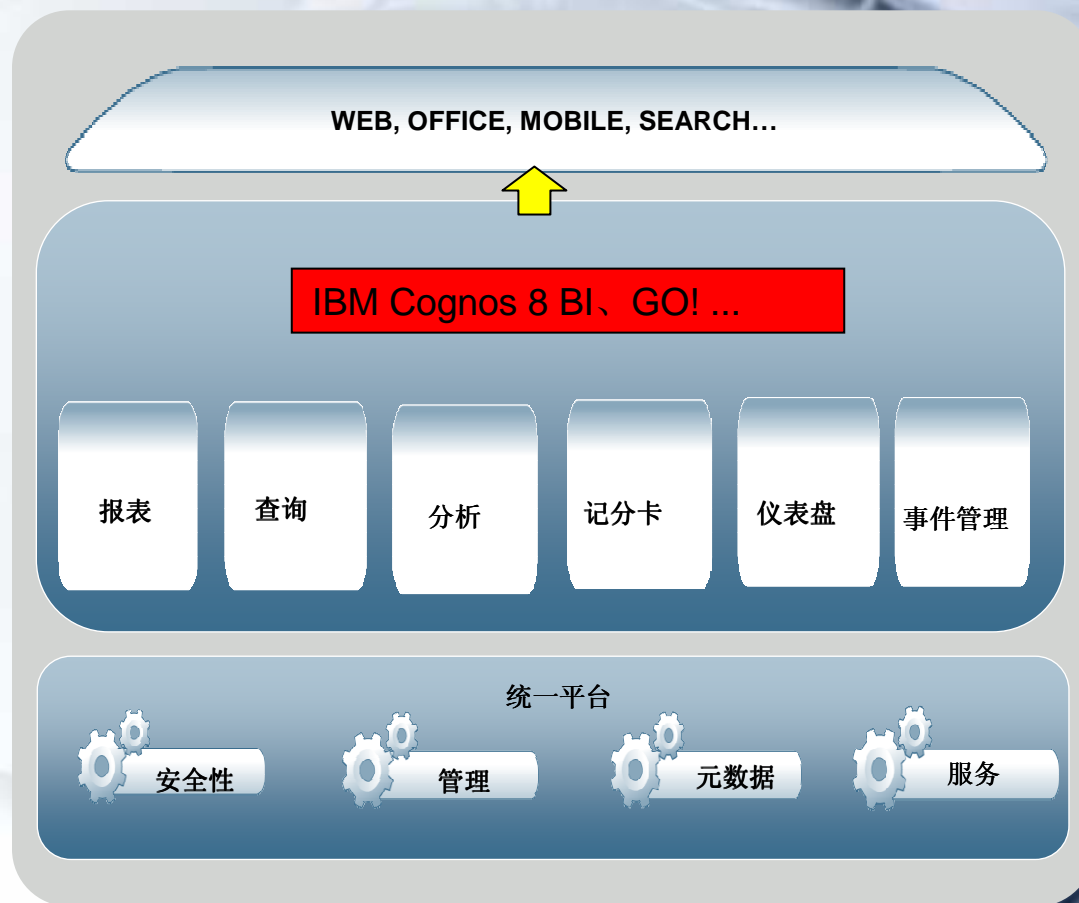 WEB, OFFICE, MOBILE, SEARCH…
IBM Cognos 8 BI、GO! ...
报表
查询
分析
记分卡
仪表盘
事件管理
统一平台
安全性
管理
元数据
服务